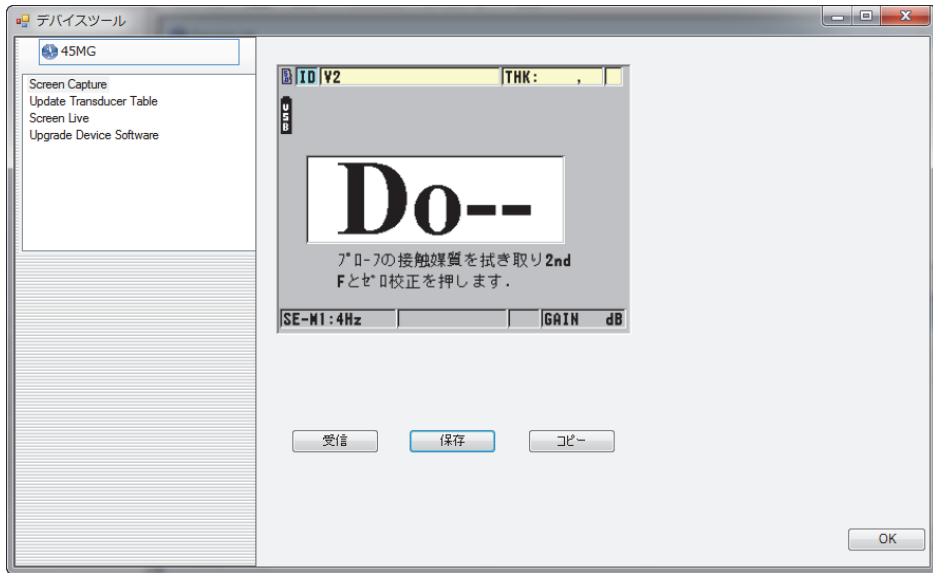 デバイスツール
45MG
Screen Capture
Update Transducer Table
Screen Live
Upgrade Device Software
ID V2 THK: ,
USB
Do--
ﾌﾟﾛｰﾌの接触媒質を拭き取り2nd
Fとｾﾞﾛ校正を押します.
SE-M1:4Hz GAIN dB
受信 保存 コピー
OK